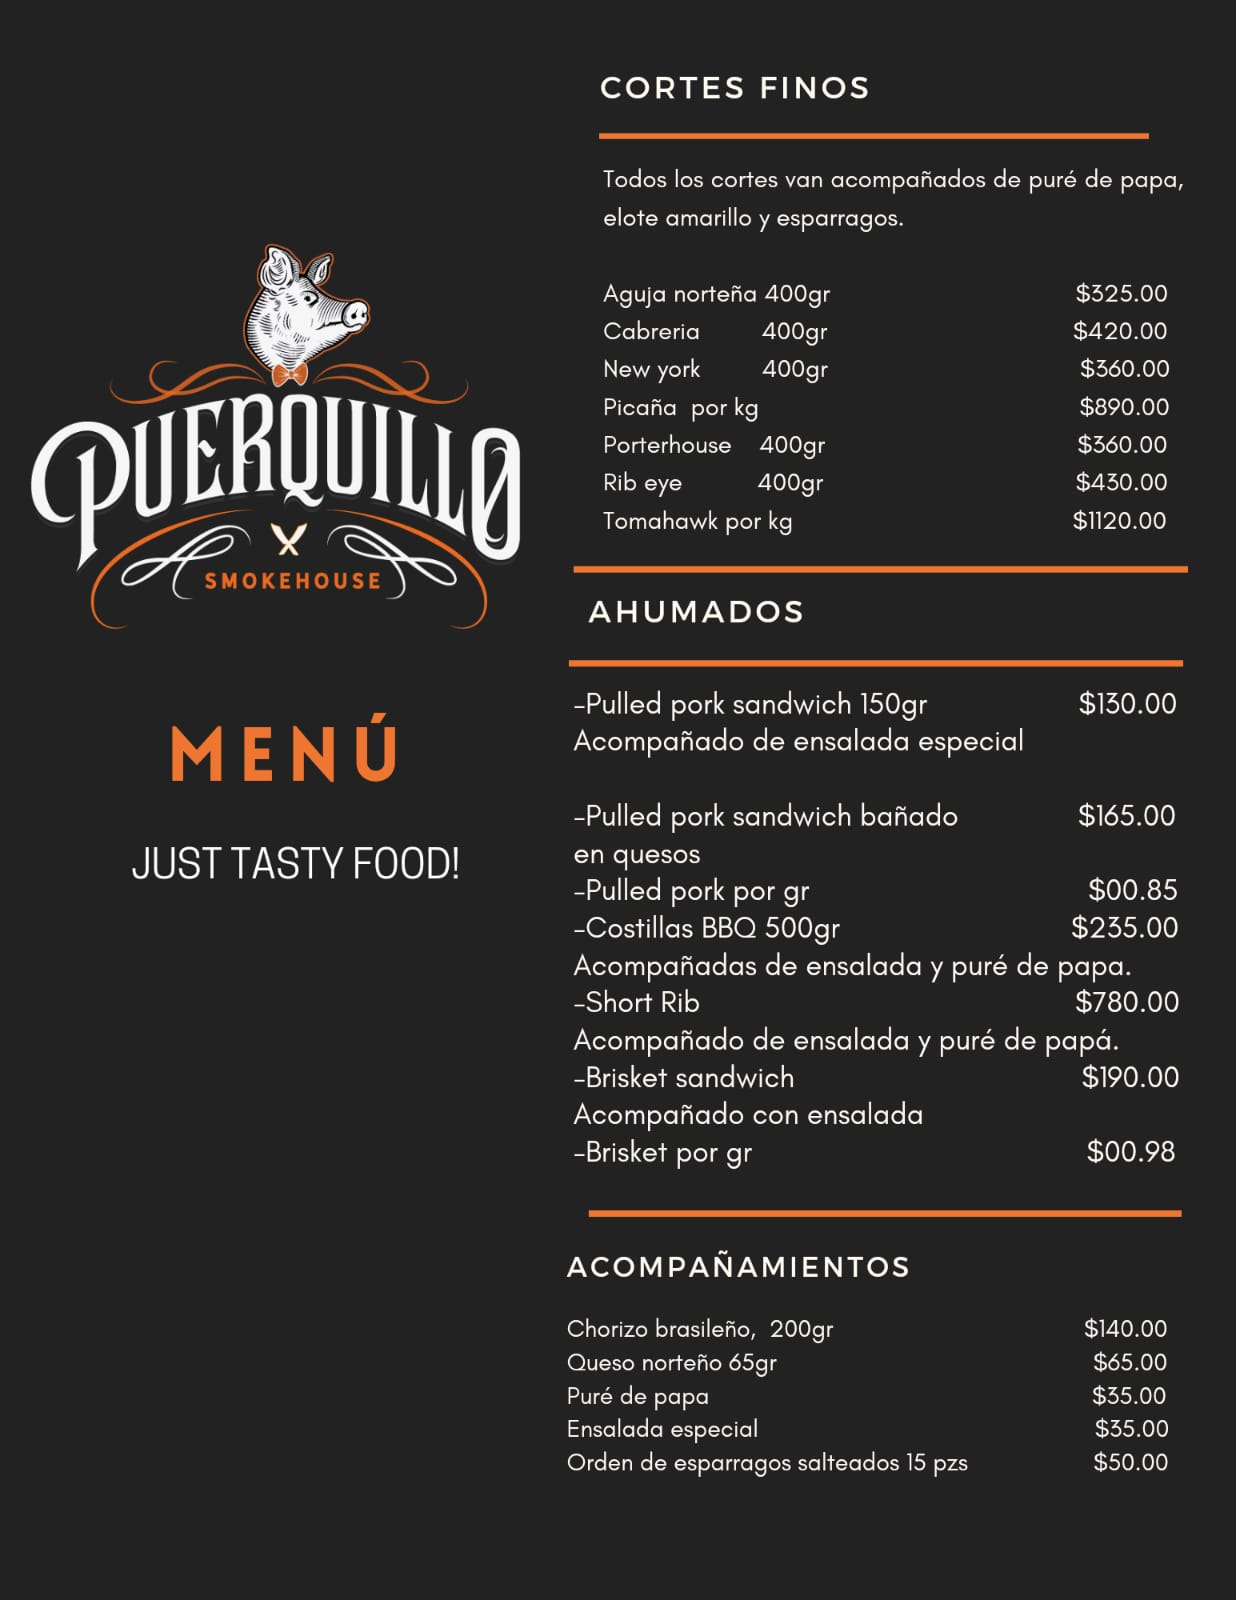 PUERQUILLO
SMOKEHOUSE
MENÚ
JUST TASTY FOOD!
CORTES FINOS
Todos los cortes van acompañados de puré de papa,
elote amarillo y esparragos.
Aguja norteña 400gr $325.00
Cabreria 400gr $420.00
New york 400gr $360.00
Picaña por kg $890.00
Porterhouse 400gr $360.00
Rib eye 400gr $430.00
Tomahawk por kg $1120.00
AHUMADOS
-Pulled pork sandwich 150gr $130.00
Acompañado de ensalada especial
-Pulled pork sandwich bañado $165.00
en quesos
-Pulled pork por gr $00.85
-Costillas BBQ 500gr $235.00
Acompañadas de ensalada y puré de papa.
-Short Rib $780.00
Acompañado de ensalada y puré de papá.
-Brisket sandwich $190.00
Acompañado con ensalada
-Brisket por gr $00.98
ACOMPAÑAMIENTOS
Chorizo brasileño, 200gr $140.00
Queso norteño 65gr $65.00
Puré de papa $35.00
Ensalada especial $35.00
Orden de esparragos salteados 15 pzs $50.00